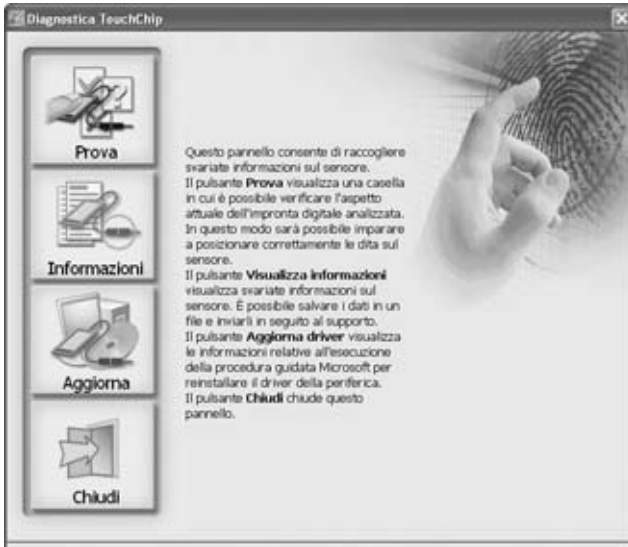 Diagnostica TouchChip
Prova
Informazioni
Aggiorna
Chiudi
Questo pannello consente di raccogliere
svariate informazioni sul sensore.
Il pulsante Prova visualizza una casella
in cui è possibile verificare l'aspetto
attuale dell'impronta digitale analizzata.
In questo modo sarà possibile imparare
a posizionare correttamente le dita sul
sensore.
Il pulsante Visualizza informazioni
visualizza svariate informazioni sul
sensore. È possibile salvare i dati in un
file e inviarli in seguito al supporto.
Il pulsante Aggiorna driver visualizza
le informazioni relative all'esecuzione
della procedura guidata Microsoft per
reinstallare il driver della periferica.
Il pulsante Chiudi chiude questo
pannello.